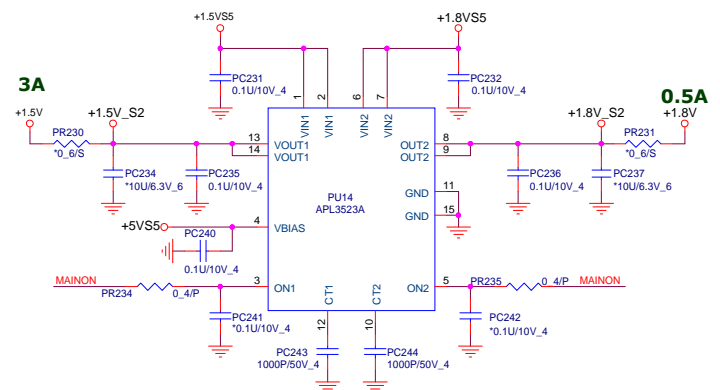 +1.5VS5
+1.8VS5
PC231
0.1U/10V_4
PC232
0.1U/10V_4
3A
0.5A
+1.5V
+1.5V_S2
+1.8V_S2
+1.8V
1
2
6
7
VIN1
VIN1
VIN2
VIN2
PR230
*0_6/S
PR231
*0_6/S
13
VOUT1
14
VOUT1
8
OUT2
9
OUT2
PC234
*10U/6.3V_6
PC235
0.1U/10V_4
PC236
0.1U/10V_4
PC237
*10U/6.3V_6
PU14
APL3523A
11
GND
15
GND
+5VS5
4
VBIAS
PC240
0.1U/10V_4
MAINON
PR234
0_4/P
3
ON1
5
ON2
PR235
0_4/P
MAINON
CT1
CT2
PC241
*0.1U/10V_4
PC242
*0.1U/10V_4
12
10
PC243
1000P/50V_4
PC244
1000P/50V_4